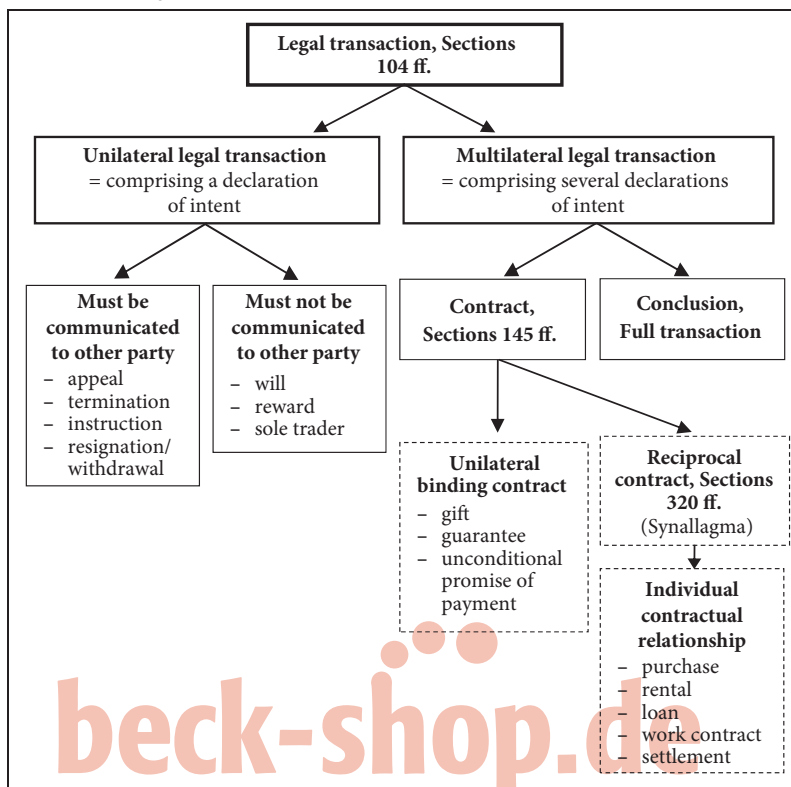 Legal transaction, Sections
104 ff.
Unilateral legal transaction
= comprising a declaration
of intent
Multilateral legal transaction
= comprising several declarations
of intent
Must be
communicated
to other party
– appeal
– termination
– instruction
– resignation/
withdrawal
Must not be
communicated
to other party
– will
– reward
– sole trader
Contract,
Sections 145 ff.
Conclusion,
Full transaction
Unilateral
binding contract
– gift
– guarantee
– unconditional
promise of
payment
Reciprocal
contract, Sections
320 ff.
(Synallagma)
Individual
contractual
relationship
– purchase
– rental
– loan
– work contract
– settlement
beck-shop.de